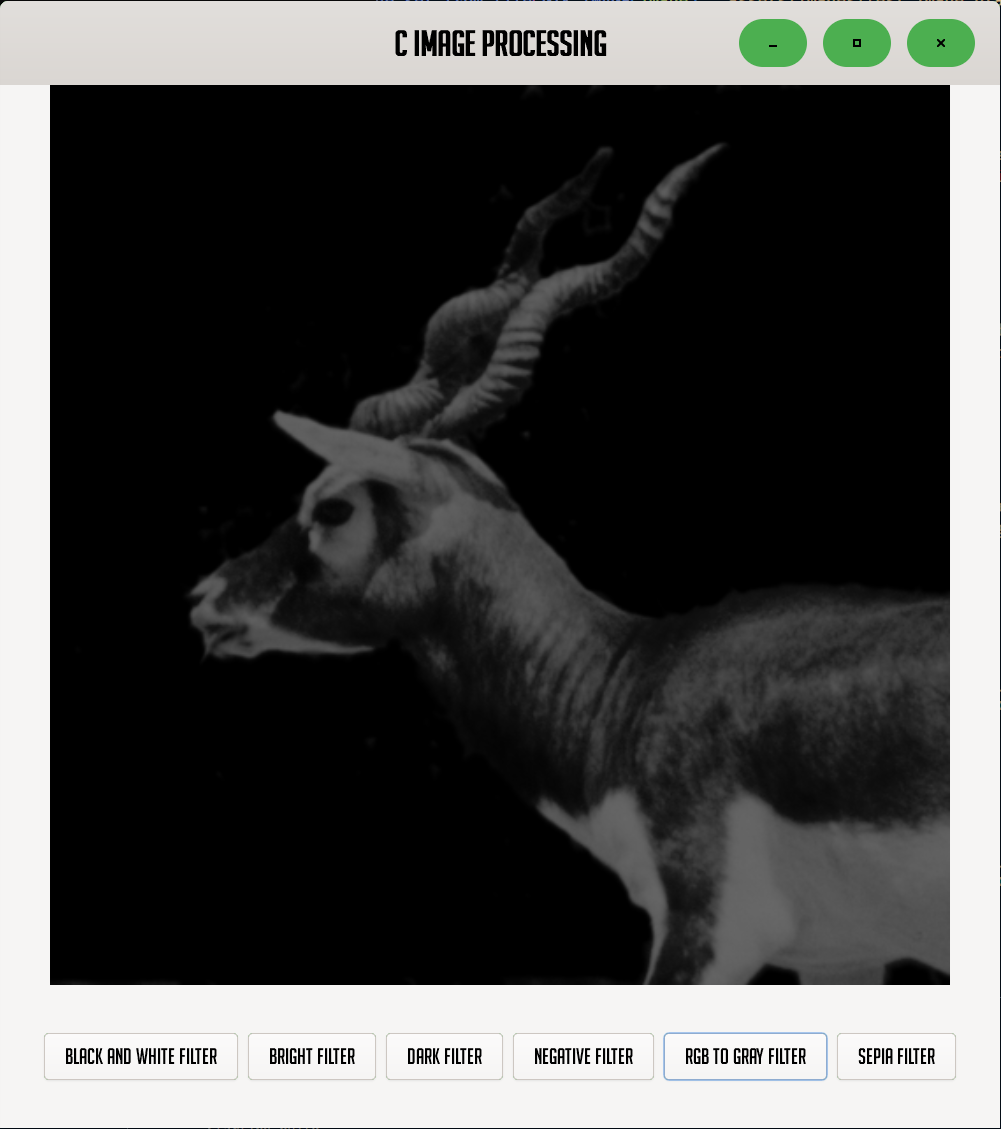 C IMAGE PROCESSING
BLACK AND WHITE FILTER
BRIGHT FILTER
DARK FILTER
NEGATIVE FILTER
RGB TO GRAY FILTER
SEPIA FILTER